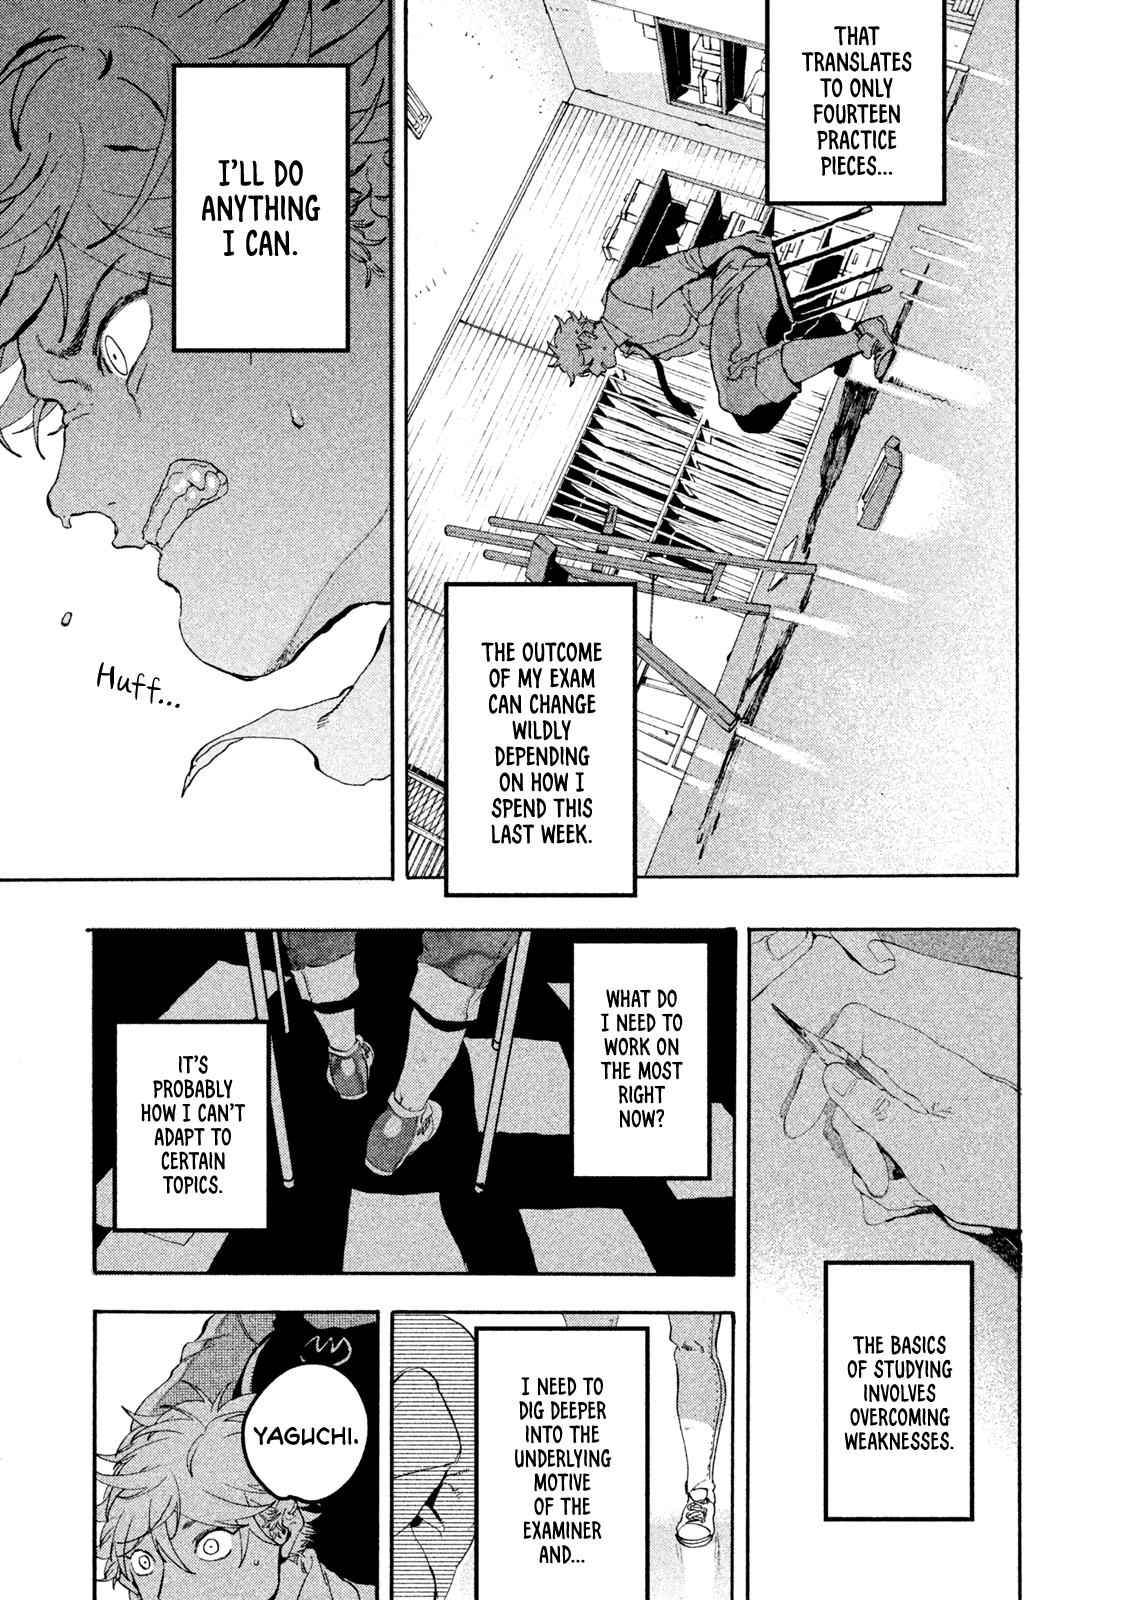 THAT
TRANSLATES
TO ONLY
FOURTEEN
PRACTICE
PIECES...
THE OUTCOME
OF MY EXAM
CAN CHANGE
WILDLY
DEPENDING
ON HOW I
SPEND THIS
LAST WEEK.
I'LL DO
ANYTHING
I CAN.
Huff...
THE BASICS
OF STUDYING
INVOLVES
OVERCOMING
WEAKNESSES.
WHAT DO
I NEED TO
WORK ON
THE MOST
RIGHT
NOW?
IT'S
PROBABLY
HOW I CAN'T
ADAPT TO
CERTAIN
TOPICS.
I NEED TO
DIG DEEPER
INTO THE
UNDERLYING
MOTIVE
OF THE
EXAMINER
AND...
YAGUCHI.